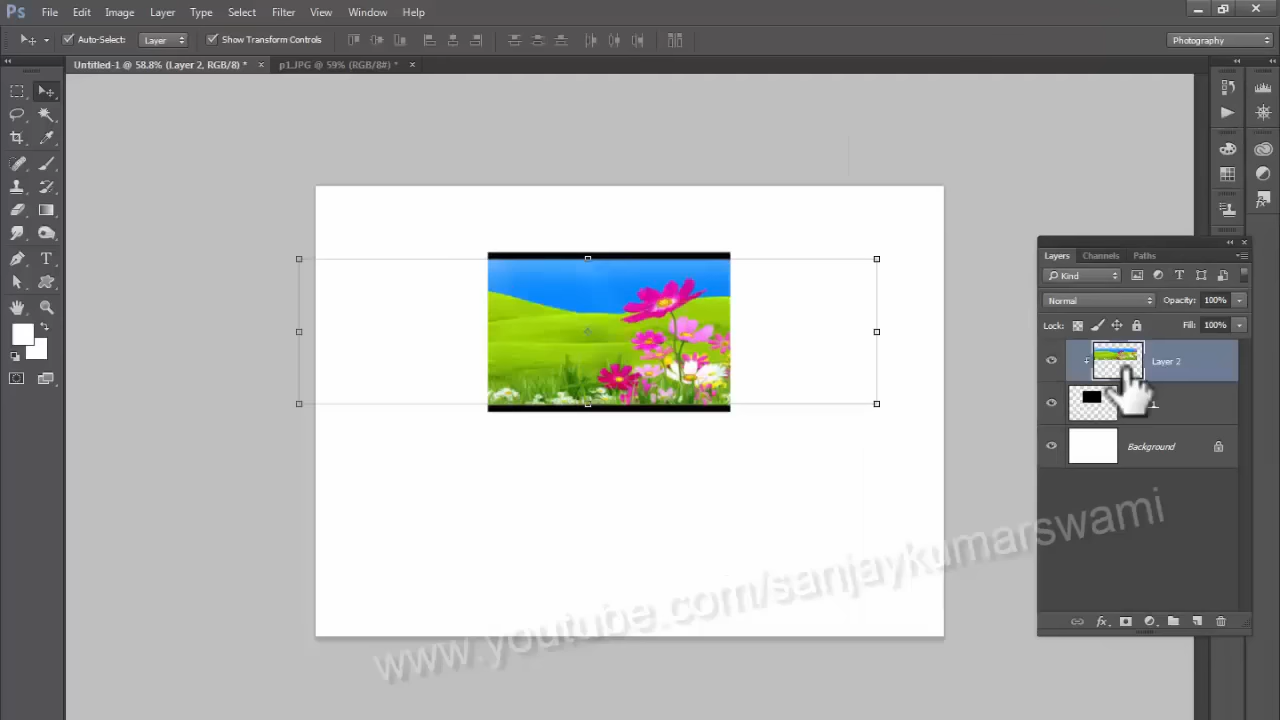 Ps File Edit Image Layer Type Select Filter View Window Help
Auto-Select: Layer Show Transform Controls Photography
Untitled-1 @ 58.8% (Layer 2, RGB/8) * × p1.JPG @ 59% (RGB/8#) * ×
Layers Channels Paths
Kind
Normal Opacity: 100%
Lock: Fill: 100%
Layer 2
Background
www.youtube.com/sanjaykumarswami